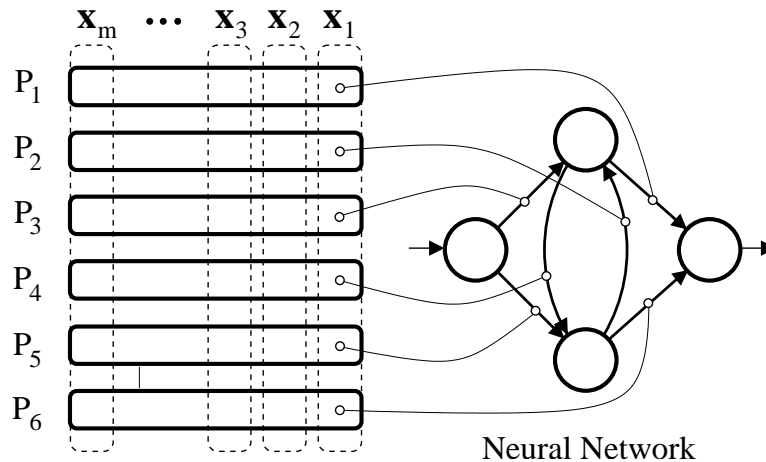 x_m ... x_3 x_2 x_1
P_1
P_2
P_3
P_4
P_5
P_6
Neural Network